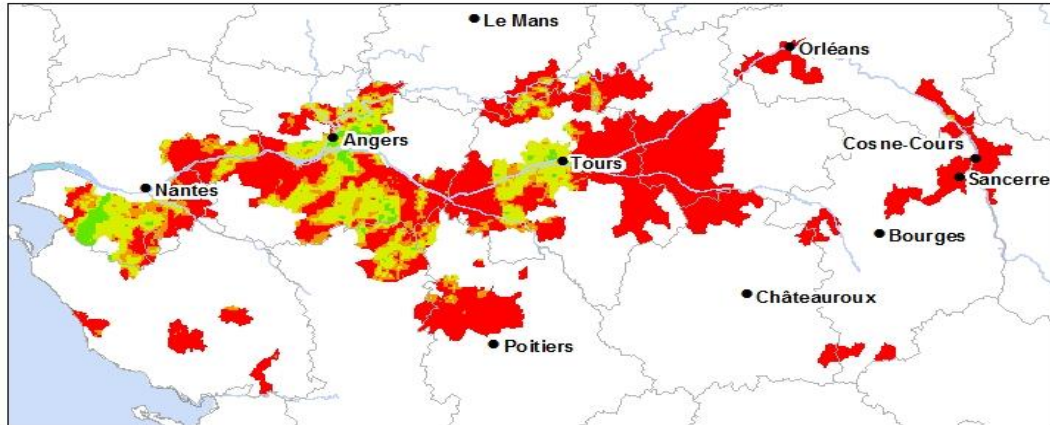 Le Mans
Orléans
Angers
Cosne-Cours
Tours
Sancerre
Nantes
Bourges
Châteauroux
Poitiers